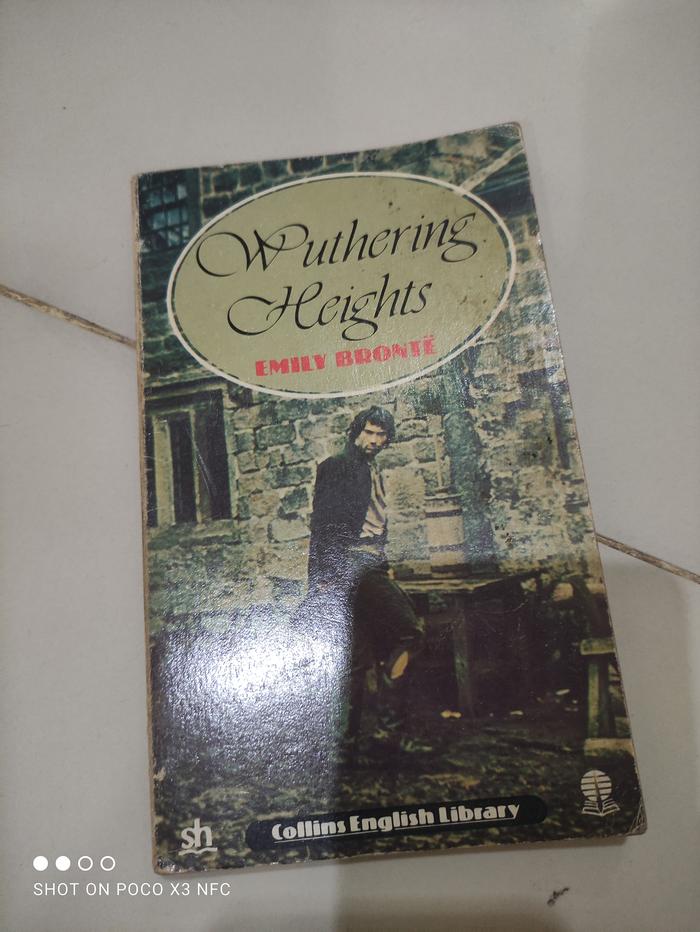 Wuthering
Heights
EMILY BRONTË
sh
Collins English Library
SHOT ON POCO X3 NFC